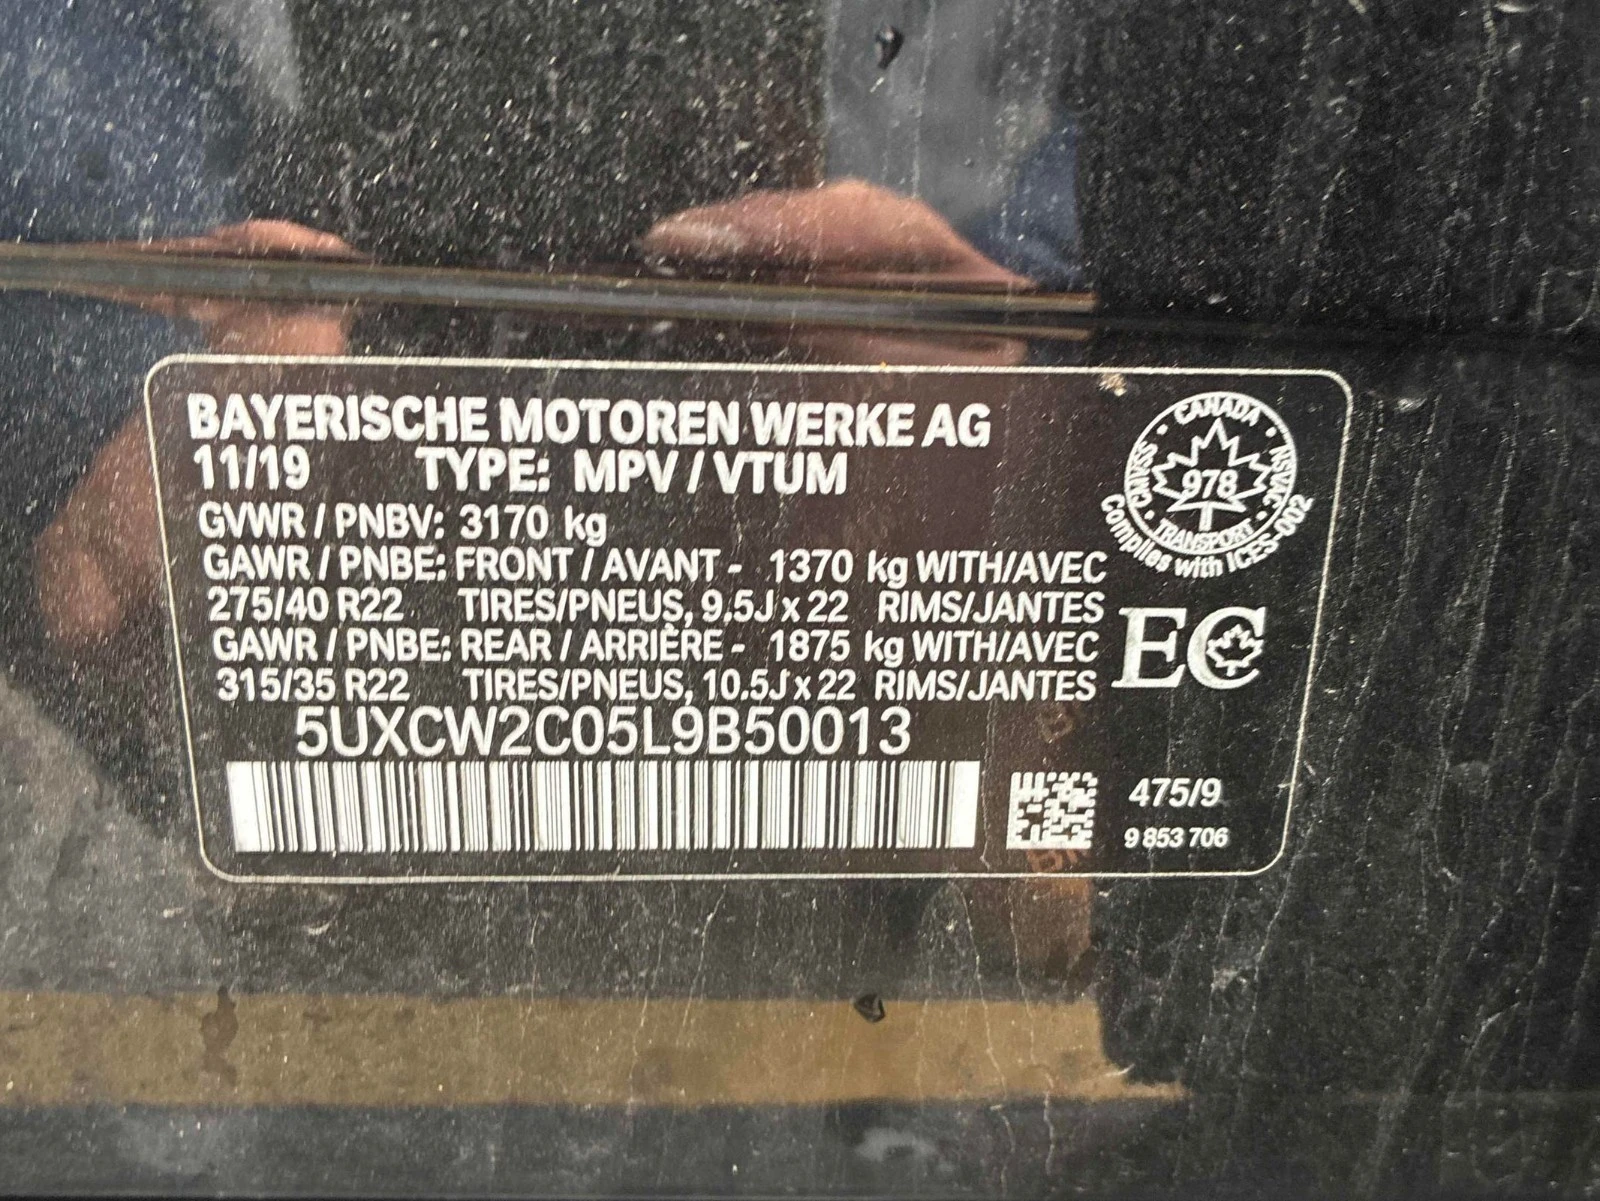 BAYERISCHE MOTOREN WERKE AG
11/19 TYPE: MPV / VTUM
GVWR / PNBV: 3170 kg
GAWR / PNBE: FRONT / AVANT - 1370 kg WITH/AVEC
275/40 R22 TIRES/PNEUS, 9.5J x 22 RIMS/JANTES
GAWR / PNBE: REAR / ARRIÈRE - 1875 kg WITH/AVEC
315/35 R22 TIRES/PNEUS, 10.5J x 22 RIMS/JANTES
5UXCW2C05L9B50013
CANADA
CMVSS · NSVAC
978
TRANSPORT
Complies with ICES-002
EC
475/9
9 853 706